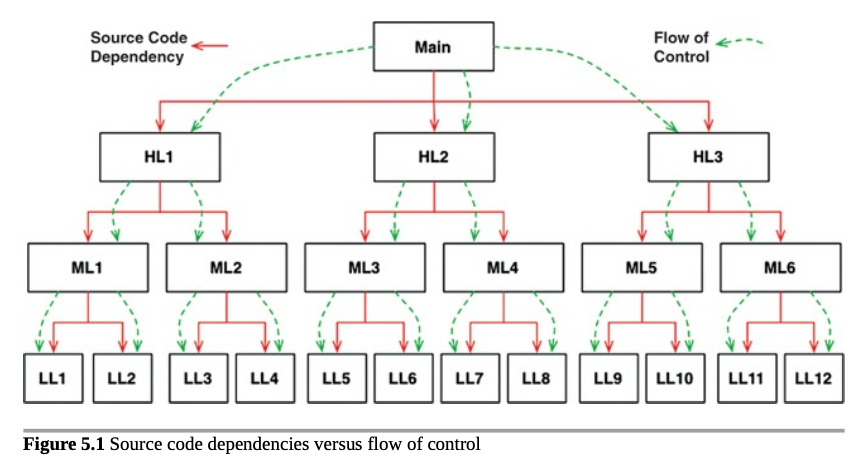 Source Code
Dependency
Main
Flow of
Control
HL1
HL2
HL3
ML1
ML2
ML3
ML4
ML5
ML6
LL1
LL2
LL3
LL4
LL5
LL6
LL7
LL8
LL9
LL10
LL11
LL12
Figure 5.1 Source code dependencies versus flow of control